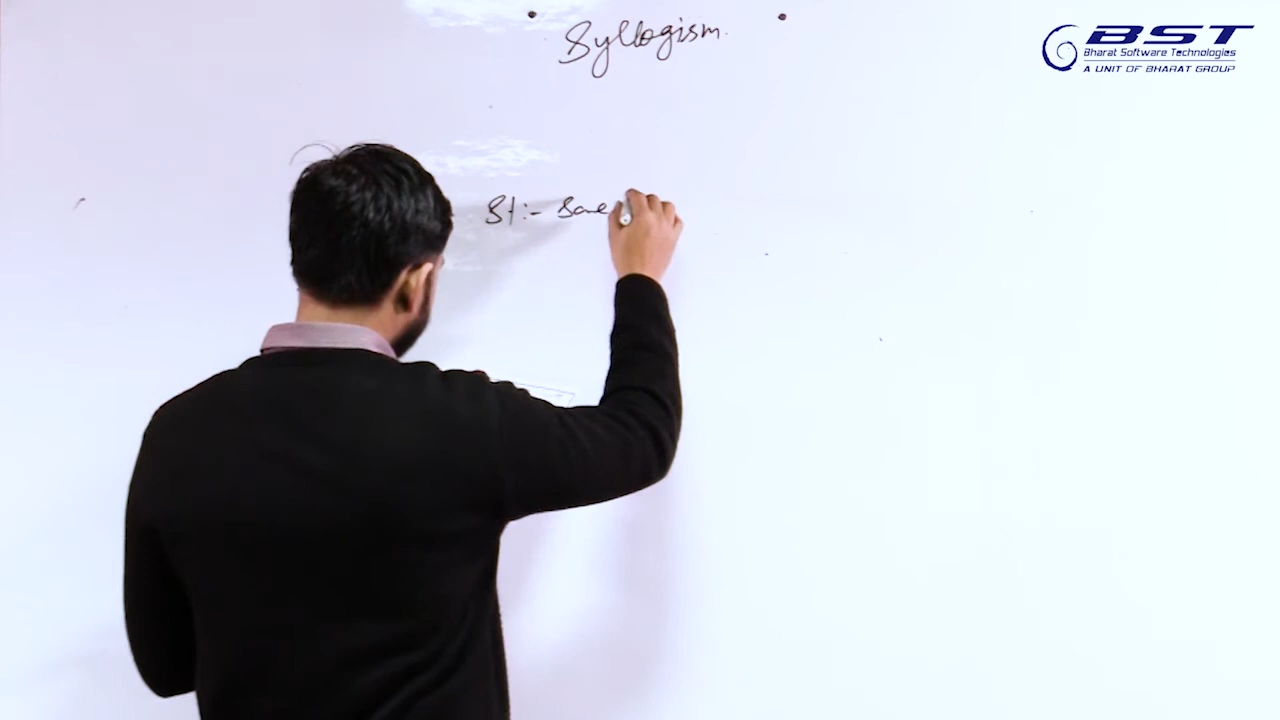 Syllogism.
BST
Bharat Software Technologies
A UNIT OF BHARAT GROUP
St:- Some